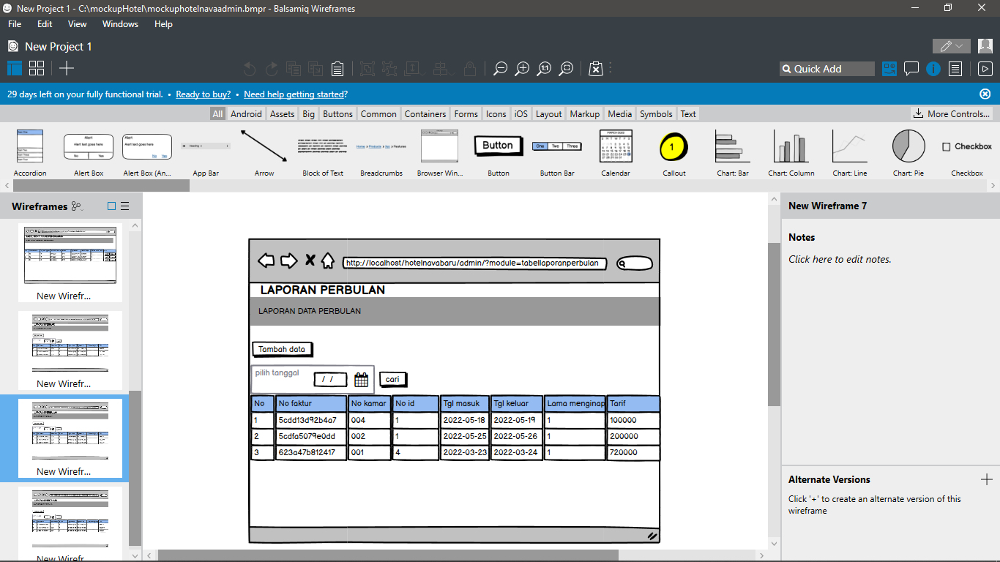 New Project 1 - C:\mockupHotel\mockuphotelnavaadmin.bmpr - Balsamiq Wireframes
File Edit View Windows Help
New Project 1
1:1
Quick Add
29 days left on your fully functional trial. • Ready to buy? • Need help getting started?
All Android Assets Big Buttons Common Containers Forms Icons iOS Layout Markup Media Symbols Text More Controls...
Button
One Two Three
1
Checkbox
Accordion Alert Box Alert Box (An... App Bar Arrow Block of Text Breadcrumbs Browser Win... Button Button Bar Calendar Callout Chart: Bar Chart: Column Chart: Line Chart: Pie Checkbox
Wireframes
New Wirefr...
New Wirefr...
New Wirefr...
New Wirefr
http://localhost/hotelnavabaru/admin/?module=tabellaporanperbulan
LAPORAN PERBULAN
LAPORAN DATA PERBULAN
Tambah data
pilih tanggal / / cari
No No faktur No kamar No id Tgl masuk Tgl keluar Lama menginap Tarif
1 5cdd13d92b4a7 004 1 2022-05-18 2022-05-19 1 100000
2 5cdfa5079e0dd 002 1 2022-05-25 2022-05-26 1 200000
3 623a47b812417 001 4 2022-03-23 2022-03-24 1 720000
New Wireframe 7
Notes
Click here to edit notes.
Alternate Versions
Click '+' to create an alternate version of this
wireframe